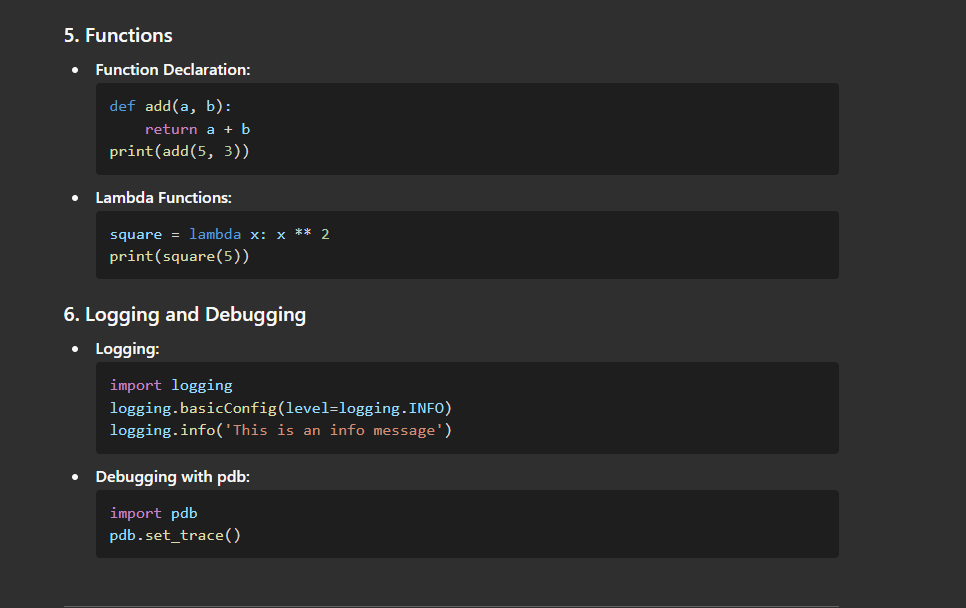 5. Functions
• Function Declaration:
def add(a, b):
    return a + b
print(add(5, 3))
• Lambda Functions:
square = lambda x: x ** 2
print(square(5))
6. Logging and Debugging
• Logging:
import logging
logging.basicConfig(level=logging.INFO)
logging.info('This is an info message')
• Debugging with pdb:
import pdb
pdb.set_trace()